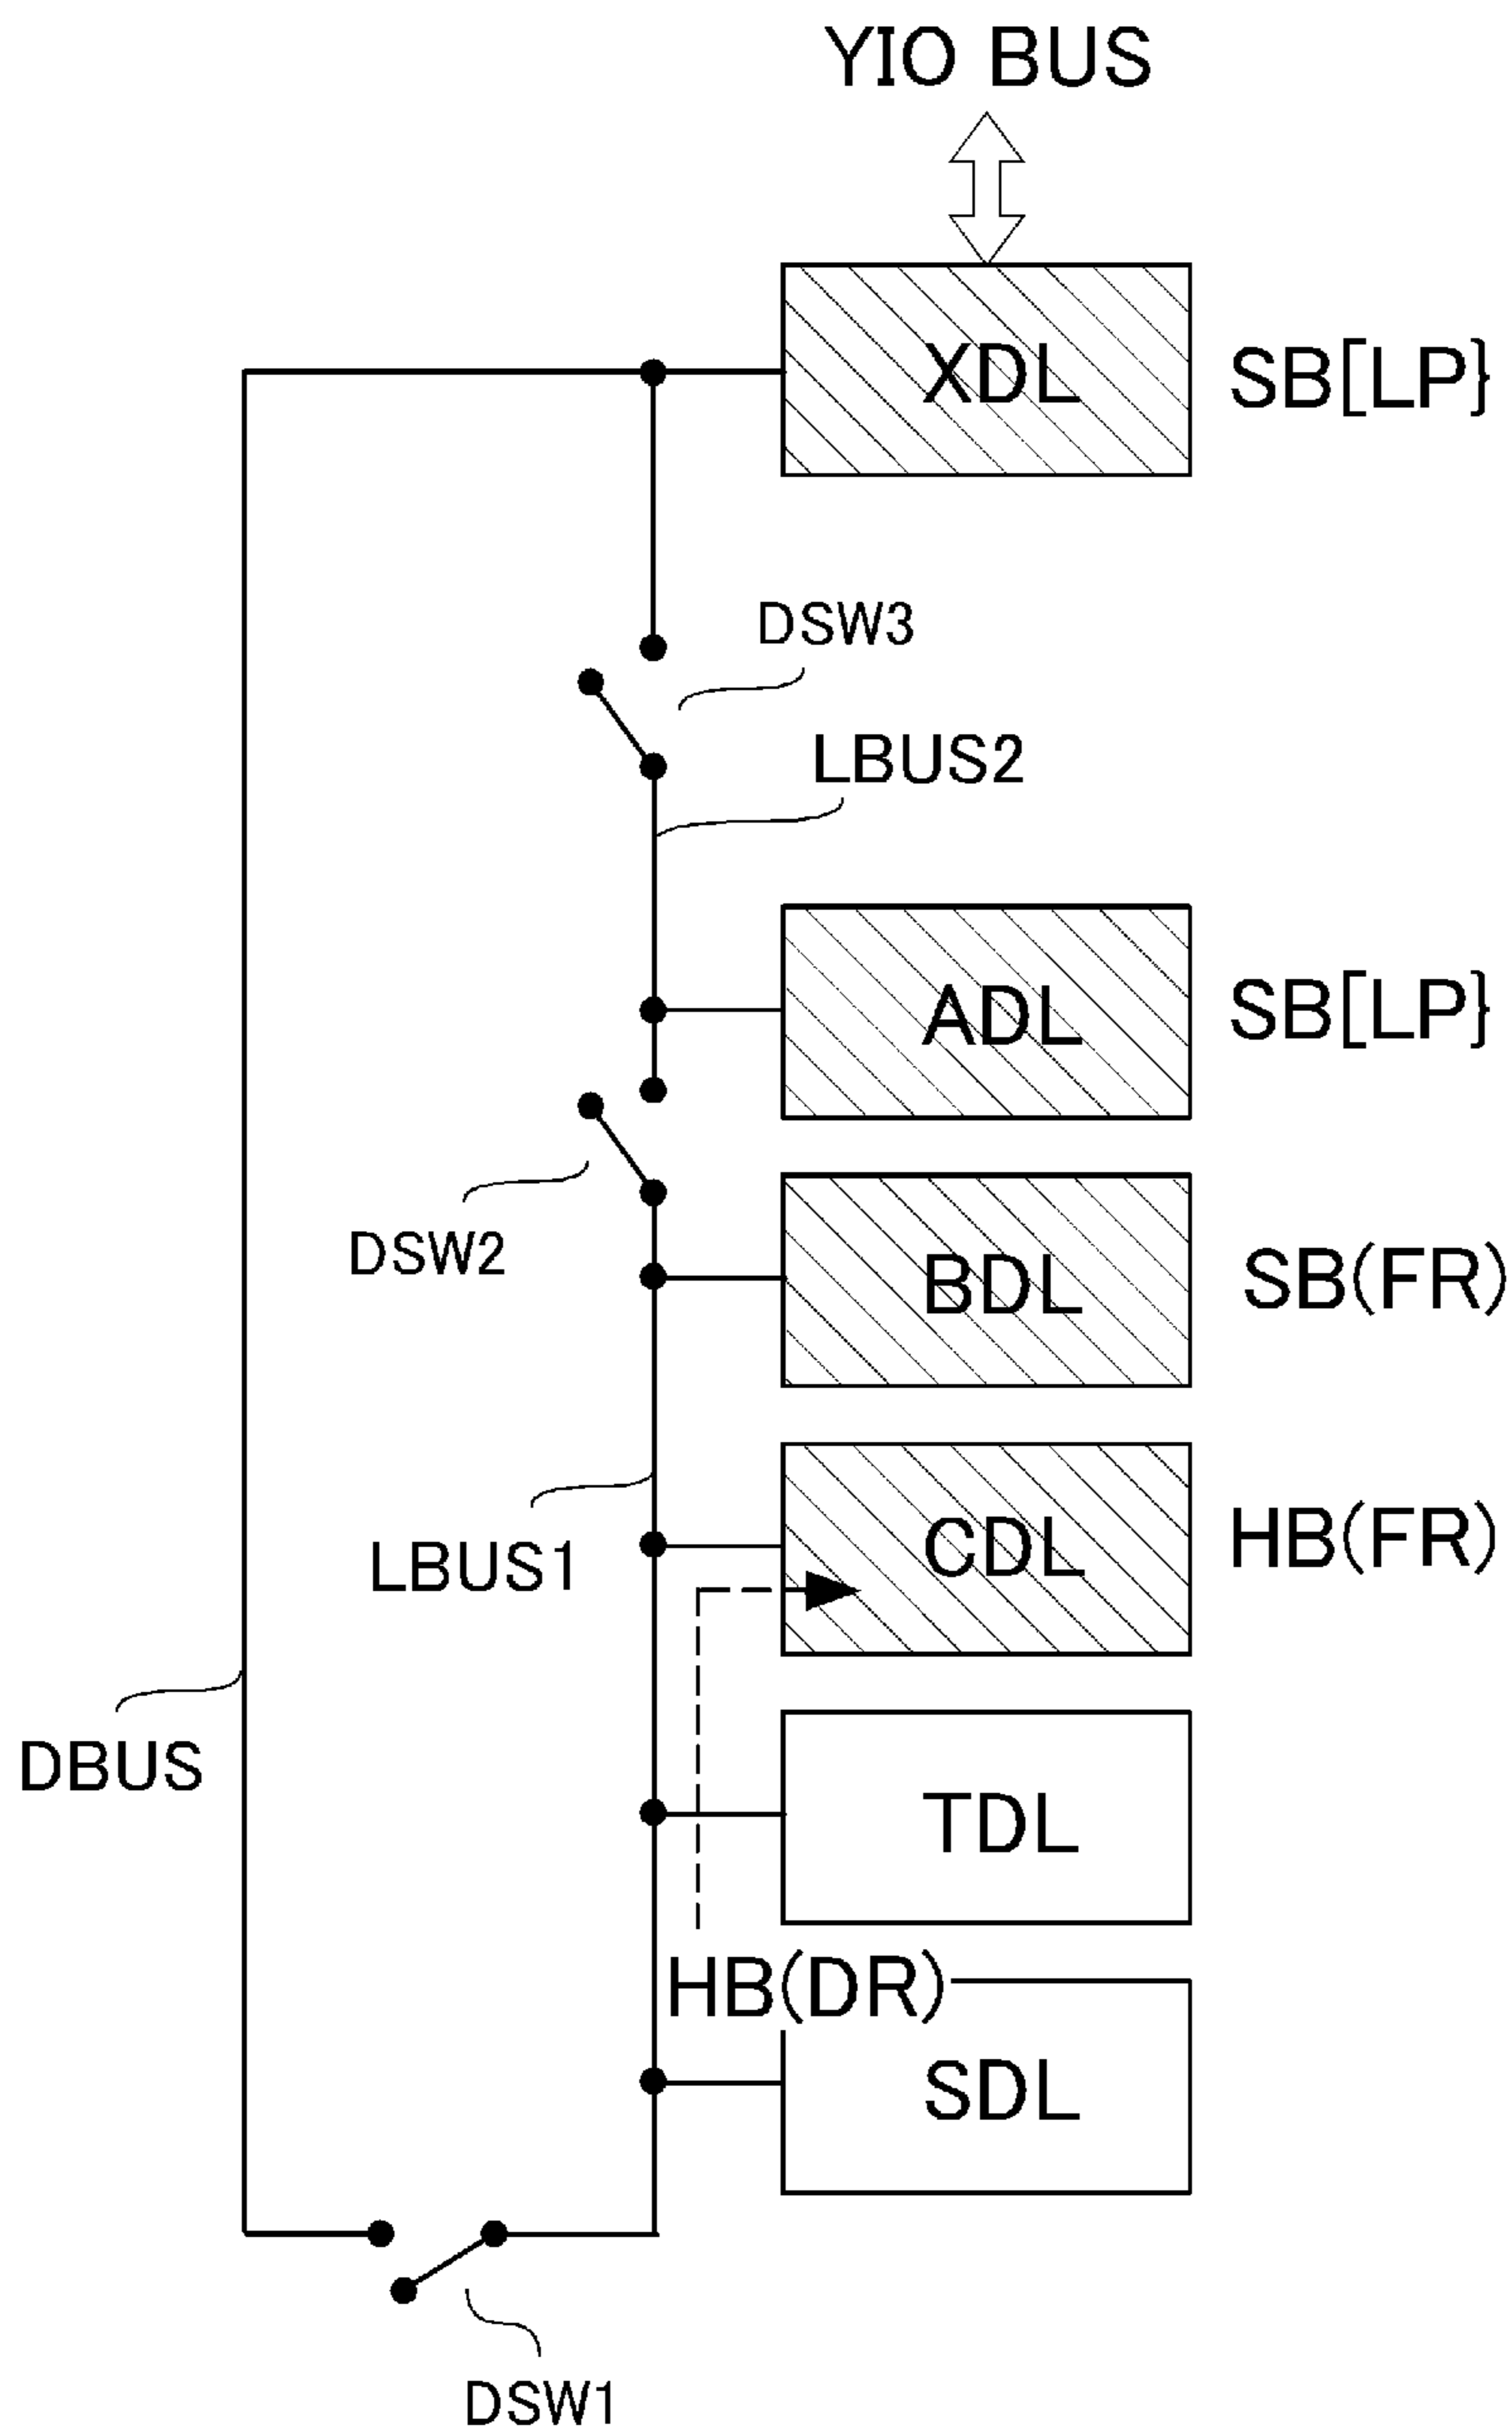 YIO BUS
XDL
SB[LP}
DSW3
LBUS2
ADL
SB[LP}
DSW2
BDL
SB(FR)
LBUS1
CDL
HB(FR)
DBUS
TDL
HB(DR)
SDL
DSW1